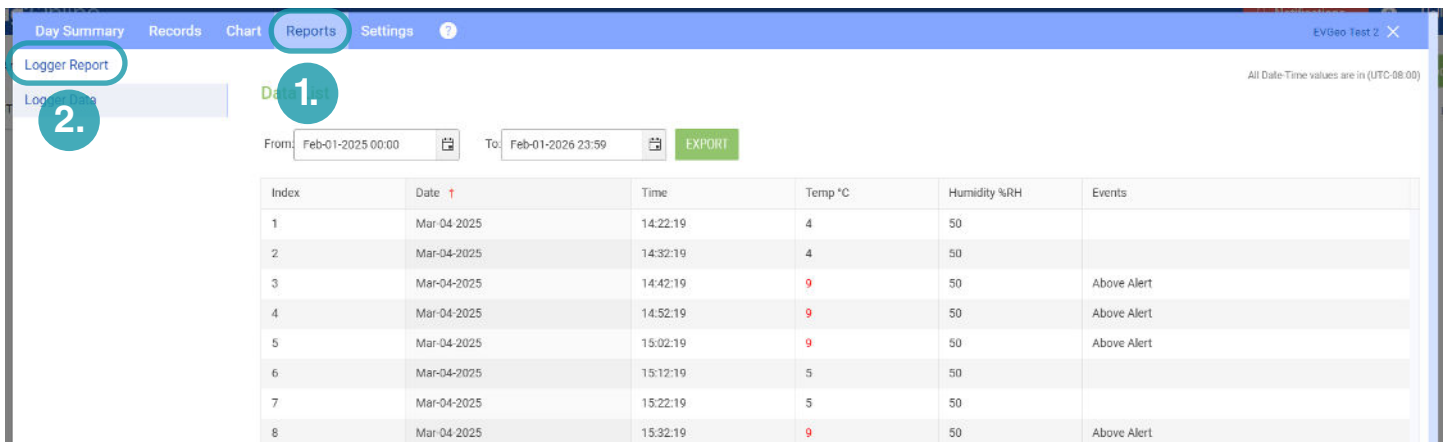 Day Summary Records Chart Reports Settings ? EVGeo Test 2
Logger Report
All Date-Time values are in (UTC-08:00)
1.
Data List
Logger Data
2.
From: Feb-01-2025 00:00 To: Feb-01-2026 23:59 EXPORT
Index Date ↑ Time Temp °C Humidity %RH Events
1 Mar-04-2025 14:22:19 4 50
2 Mar-04-2025 14:32:19 4 50
3 Mar-04-2025 14:42:19 9 50 Above Alert
4 Mar-04-2025 14:52:19 9 50 Above Alert
5 Mar-04-2025 15:02:19 9 50 Above Alert
6 Mar-04-2025 15:12:19 5 50
7 Mar-04-2025 15:22:19 5 50
8 Mar-04-2025 15:32:19 9 50 Above Alert